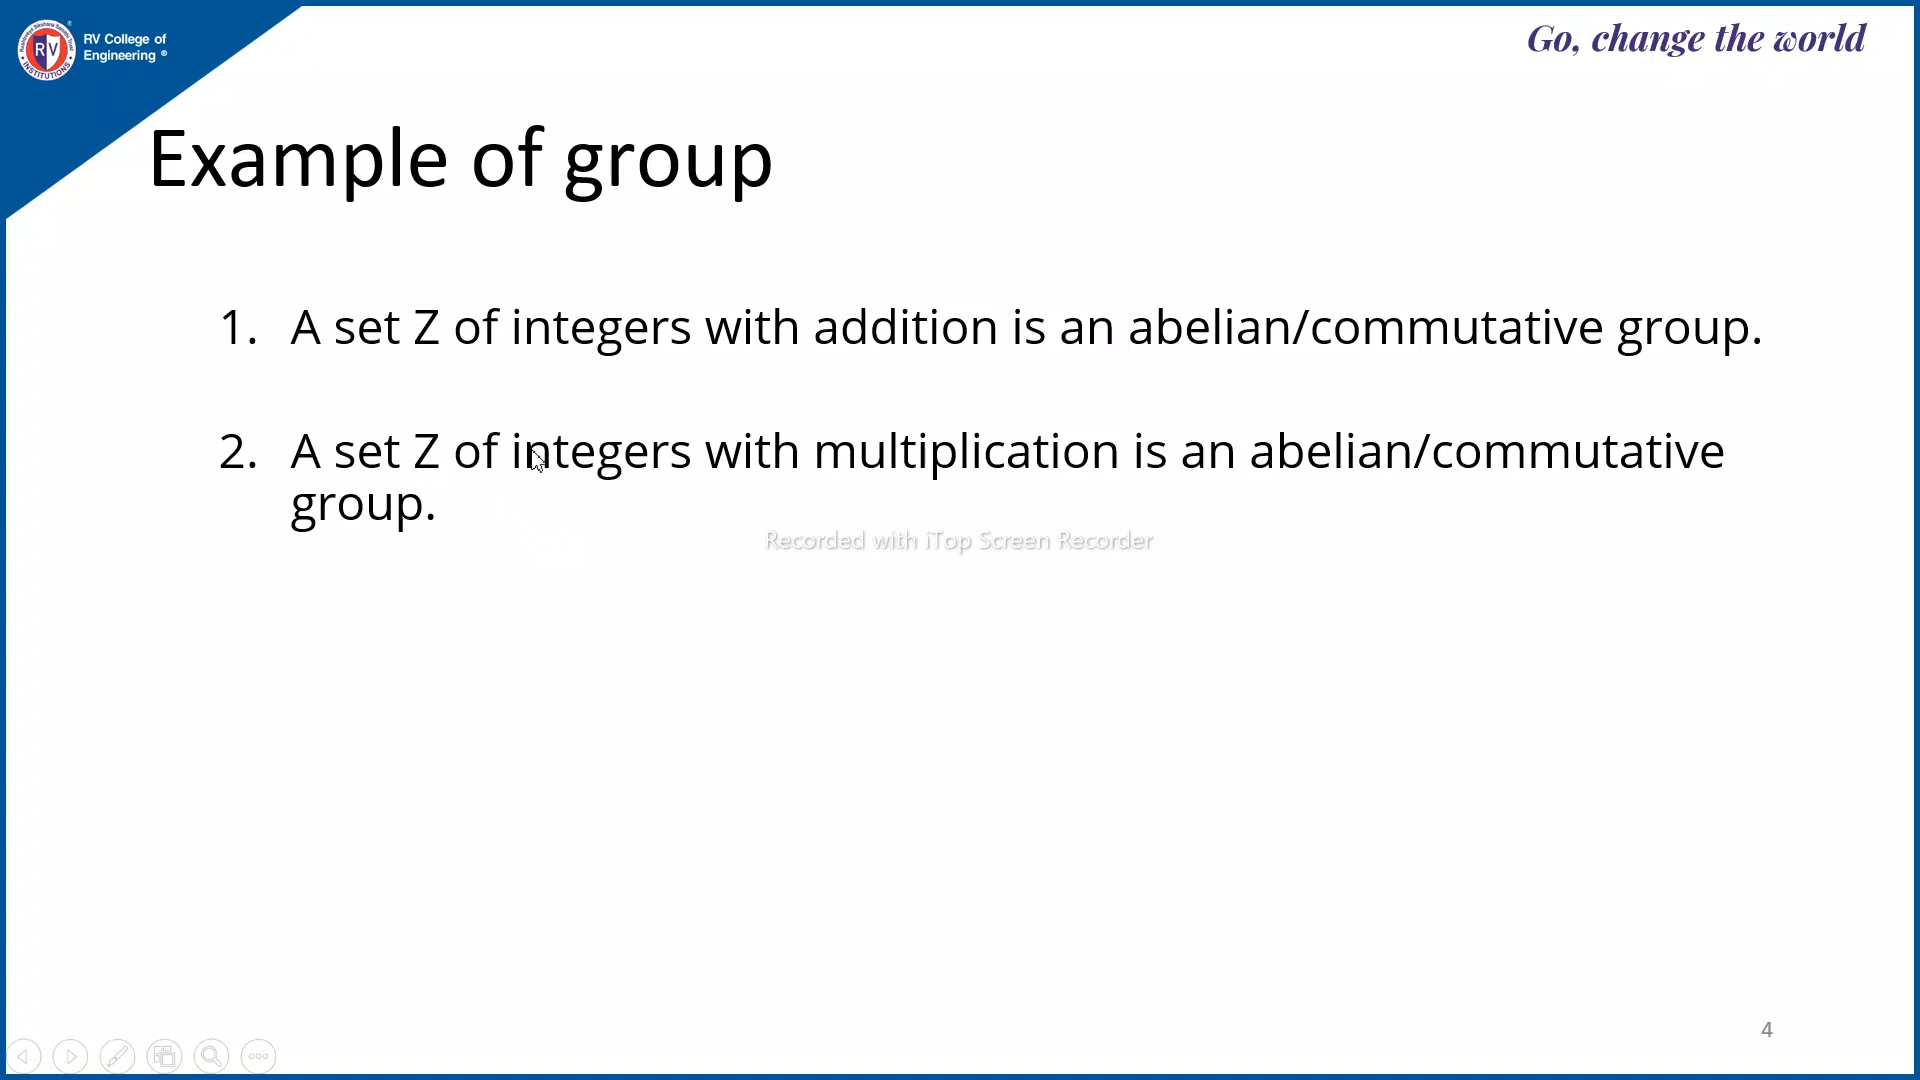 RV College of
Engineering ®
Go, change the world
RV
INSTITUTIONS
Example of group
1. A set Z of integers with addition is an abelian/commutative group.
2. A set Z of integers with multiplication is an abelian/commutative
group.
Recorded with iTop Screen Recorder
4